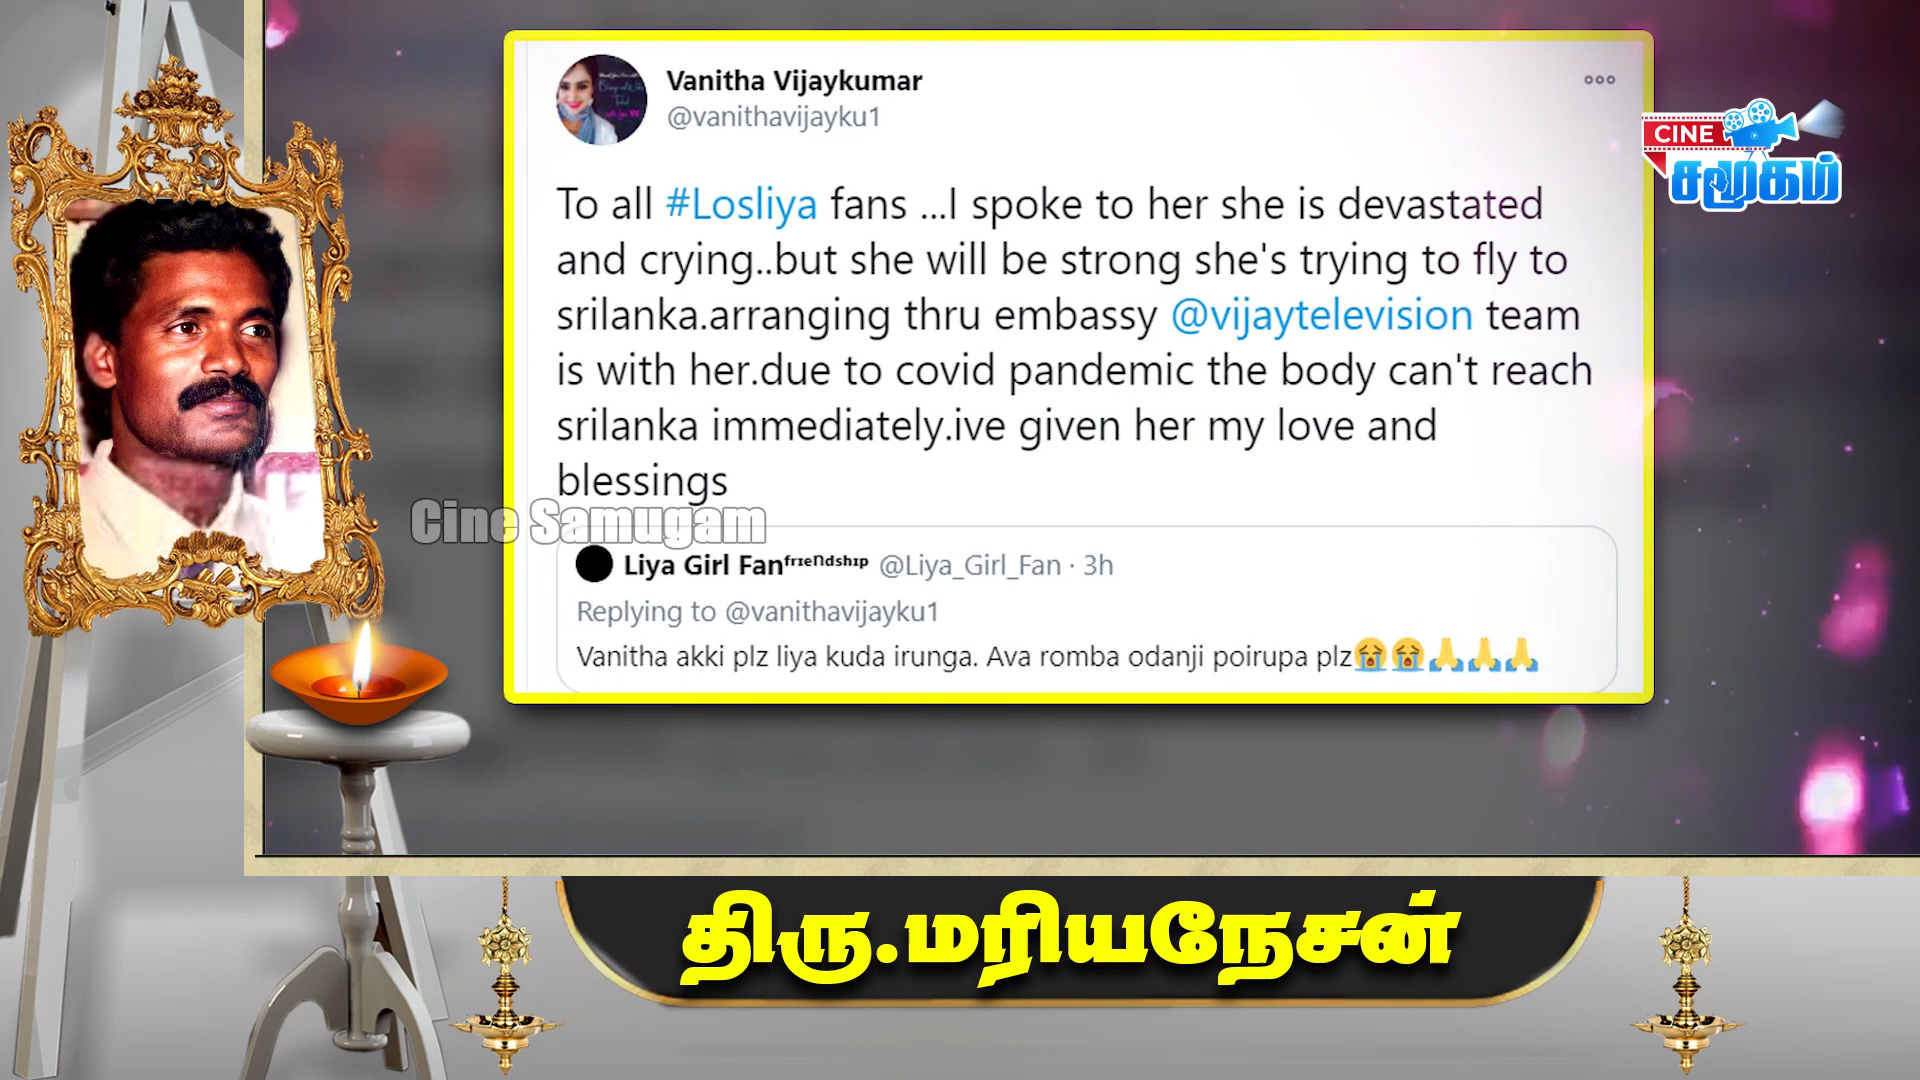 Vanitha Vijaykumar
@vanithavijayku1
To all #Losliya fans ...I spoke to her she is devastated
and crying..but she will be strong she's trying to fly to
srilanka.arranging thru embassy @vijaytelevision team
is with her.due to covid pandemic the body can't reach
srilanka immediately.ive given her my love and
blessings
Liya Girl Fanᶠʳɪᵉᶮᵈˢʰɪᵖ @Liya_Girl_Fan · 3h
Replying to @vanithavijayku1
Vanitha akki plz liya kuda irunga. Ava romba odanji poirupa plz😭😭🙏🙏🙏
CINE
சமூகம்
Cine Samugam
திரு.மரியநேசன்